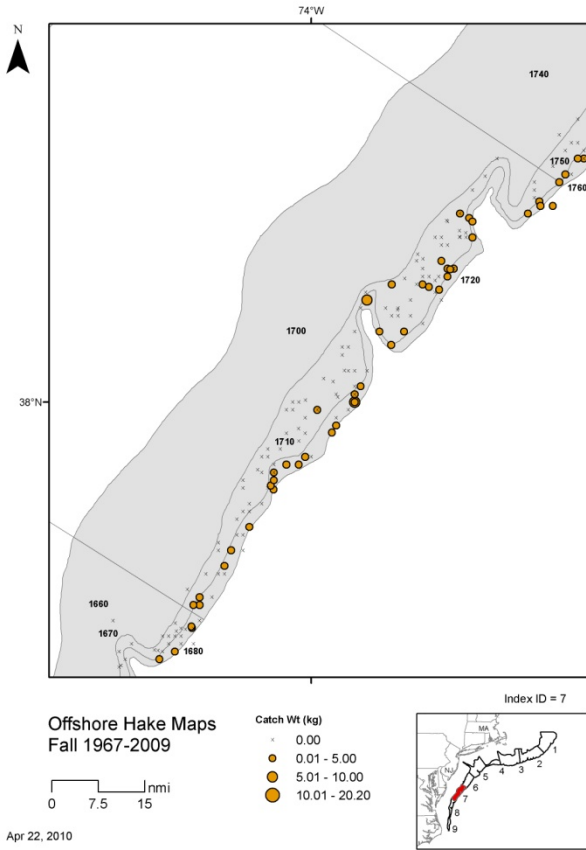 74°W
N
1740
1750
1760
1720
1700
38°N
1710
1660
1670
1680
Index ID = 7
Offshore Hake Maps
Fall 1967-2009
Catch Wt (kg)
× 0.00
0.01 - 5.00
5.01 - 10.00
10.01 - 20.20
nmi
0 7.5 15
MA
NJ
1
2
3
4
5
6
7
8
9
Apr 22, 2010